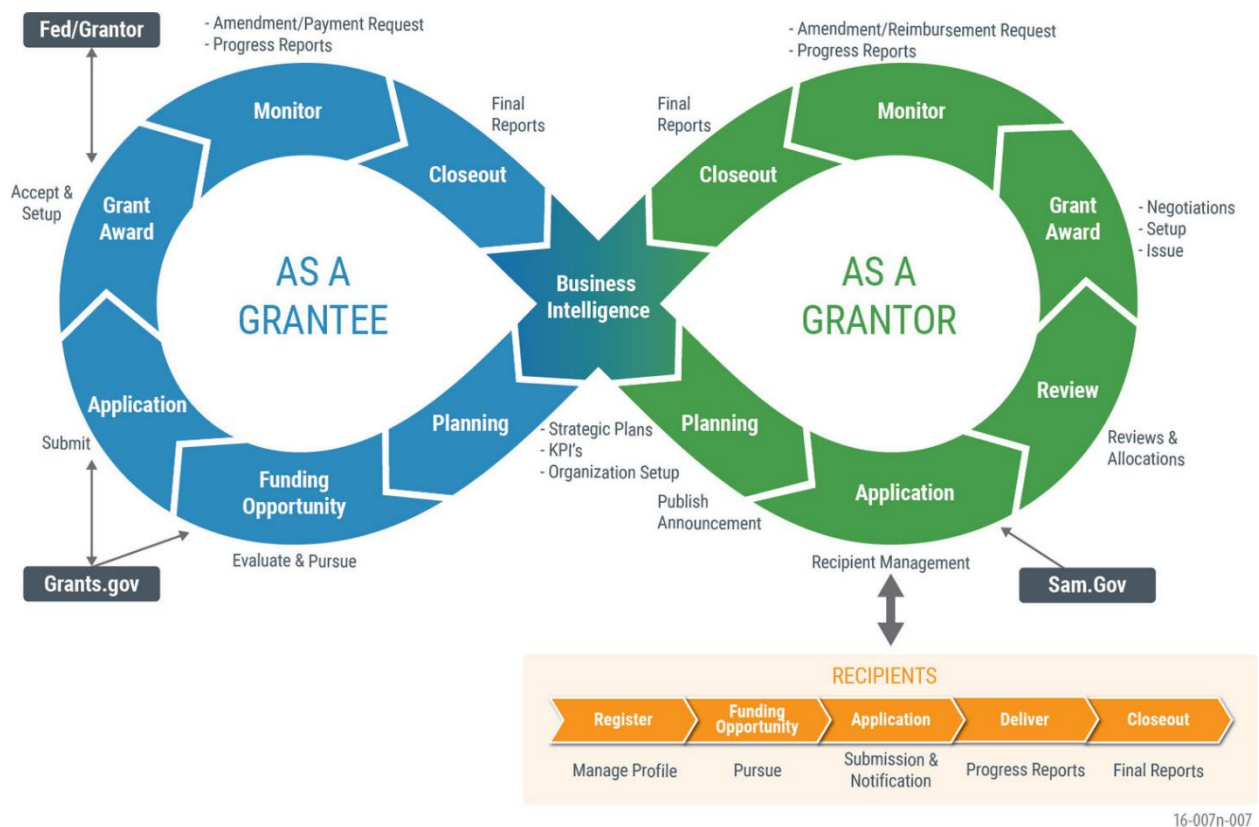 Fed/Grantor
- Amendment/Payment Request
- Progress Reports
Monitor
Final
Reports
Closeout
Accept &
Setup
Grant
Award
AS A
GRANTEE
Application
Submit
Funding
Opportunity
Evaluate & Pursue
Grants.gov
Planning
- Strategic Plans
- KPI's
- Organization Setup
Business
Intelligence
- Amendment/Reimbursement Request
- Progress Reports
Monitor
Final
Reports
Closeout
Grant
Award
- Negotiations
- Setup
- Issue
AS A
GRANTOR
Review
Reviews &
Allocations
Planning
Publish
Announcement
Application
Recipient Management
Sam.Gov
RECIPIENTS
Register
Funding
Opportunity
Application
Deliver
Closeout
Manage Profile
Pursue
Submission &
Notification
Progress Reports
Final Reports
16-007n-007